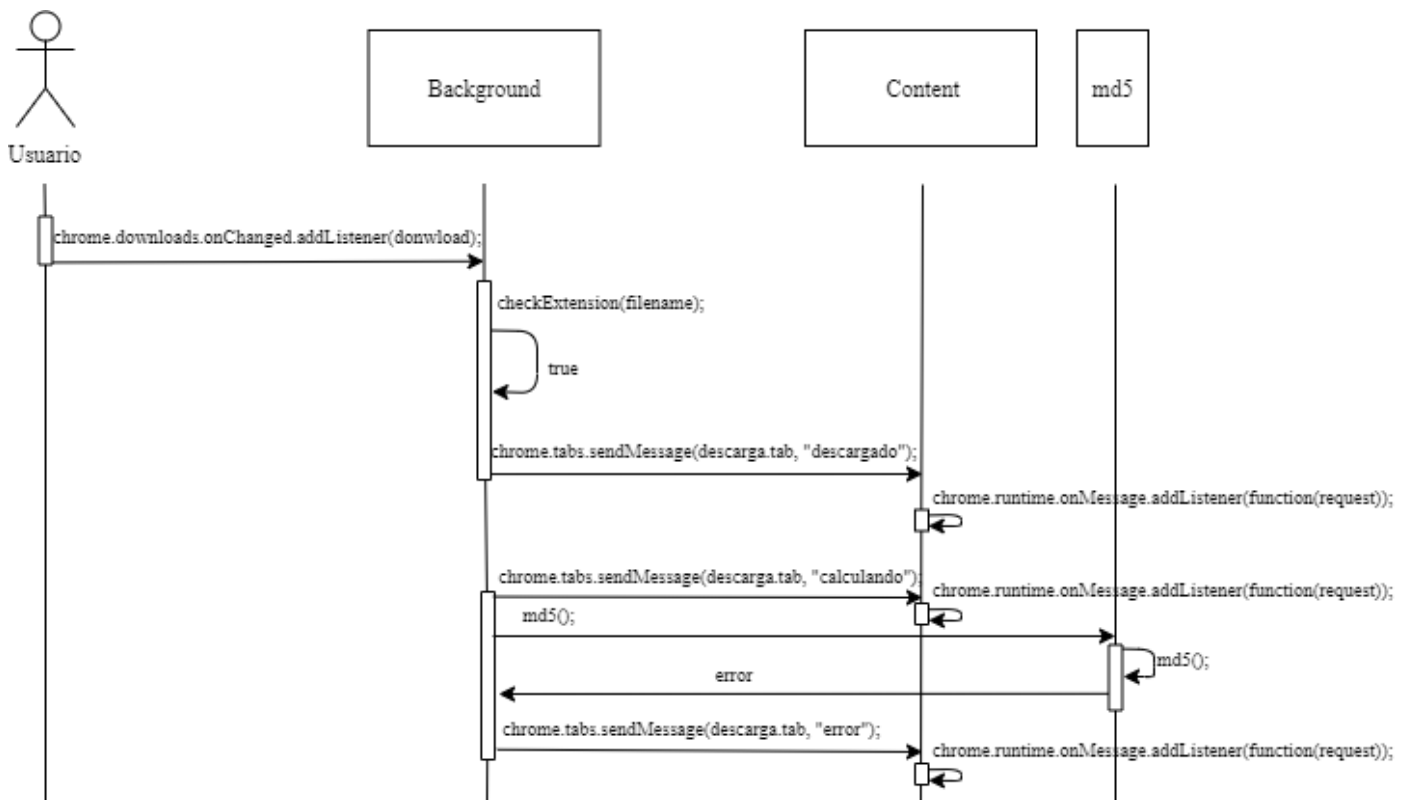 Usuario
Background
Content
md5
chrome.downloads.onChanged.addListener(donwload);
checkExtension(filename);
true
chrome.tabs.sendMessage(descarga.tab, "descargado");
chrome.runtime.onMessage.addListener(function(request));
chrome.tabs.sendMessage(descarga.tab, "calculando");
chrome.runtime.onMessage.addListener(function(request));
md5();
md5();
error
chrome.tabs.sendMessage(descarga.tab, "error");
chrome.runtime.onMessage.addListener(function(request));